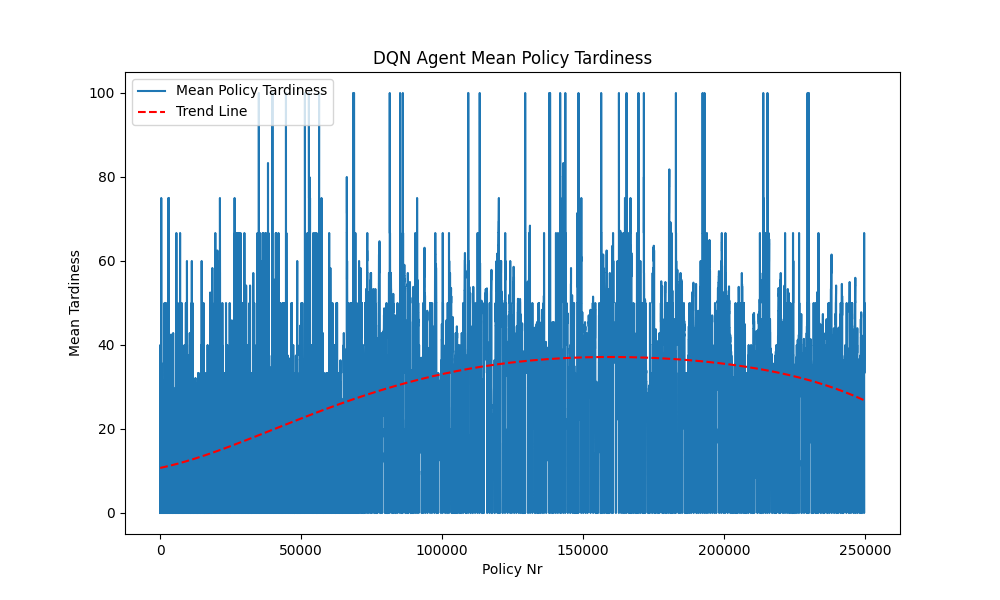 DQN Agent Mean Policy Tardiness
Mean Policy Tardiness
Trend Line
Mean Tardiness
100
80
60
40
20
0
0
50000
100000
150000
200000
250000
Policy Nr